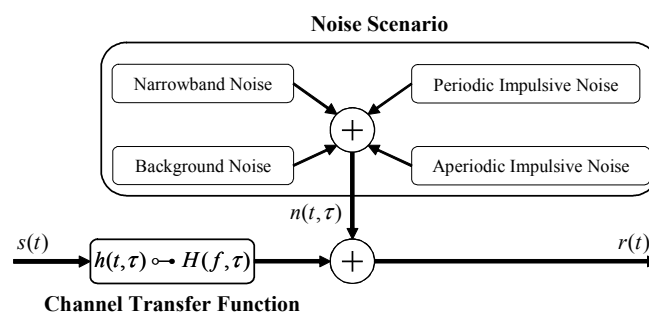 Noise Scenario
Narrowband Noise
Periodic Impulsive Noise
+
Background Noise
Aperiodic Impulsive Noise
n(t,τ)
s(t)
h(t,τ) ⊶ H(f,τ)
+
r(t)
Channel Transfer Function